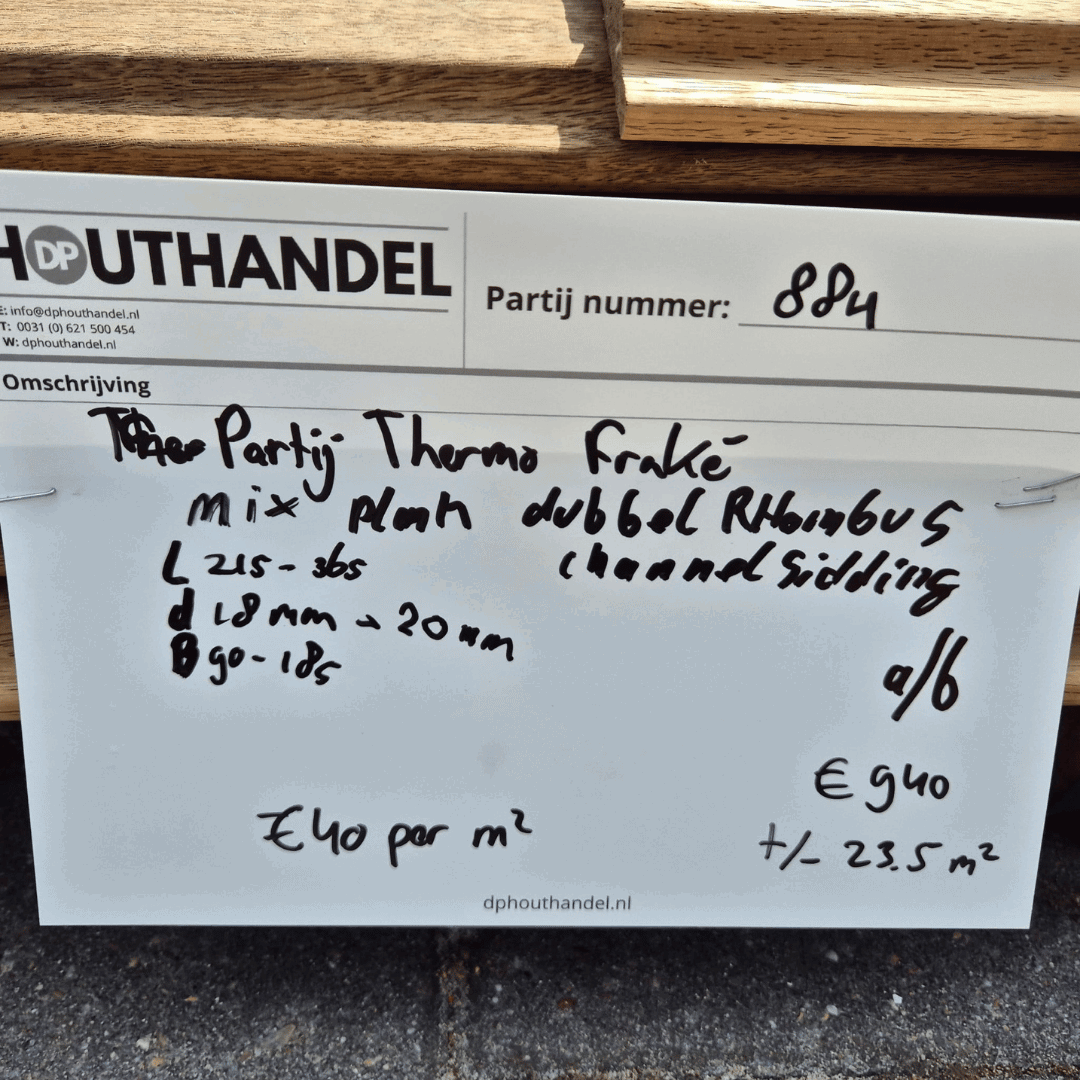 HOUTHANDEL
DP
E: info@dphouthandel.nl
T: 0031 (0) 621 500 454
W: dphouthandel.nl
Partij nummer: 884
Omschrijving
Partij Thermo Fraké
mix plank dubbel RHombus
channel Sidding
L 215 - 365
d 18 mm - 20 mm
B 90 - 185
a/b
€ 940
€40 per m²
+/- 23.5 m²
dphouthandel.nl